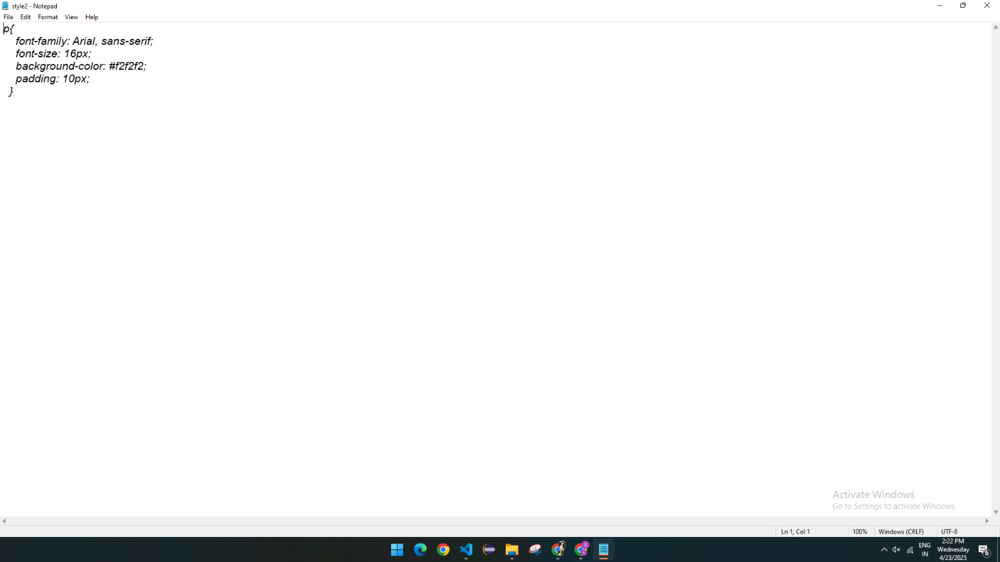 style2 - Notepad
File Edit Format View Help
p{
font-family: Arial, sans-serif;
font-size: 16px;
background-color: #f2f2f2;
padding: 10px;
}
Activate Windows
Go to Settings to activate Windows.
Ln 1, Col 1 100% Windows (CRLF) UTF-8
ENG
IN
2:22 PM
Wednesday
4/23/2025
6
S